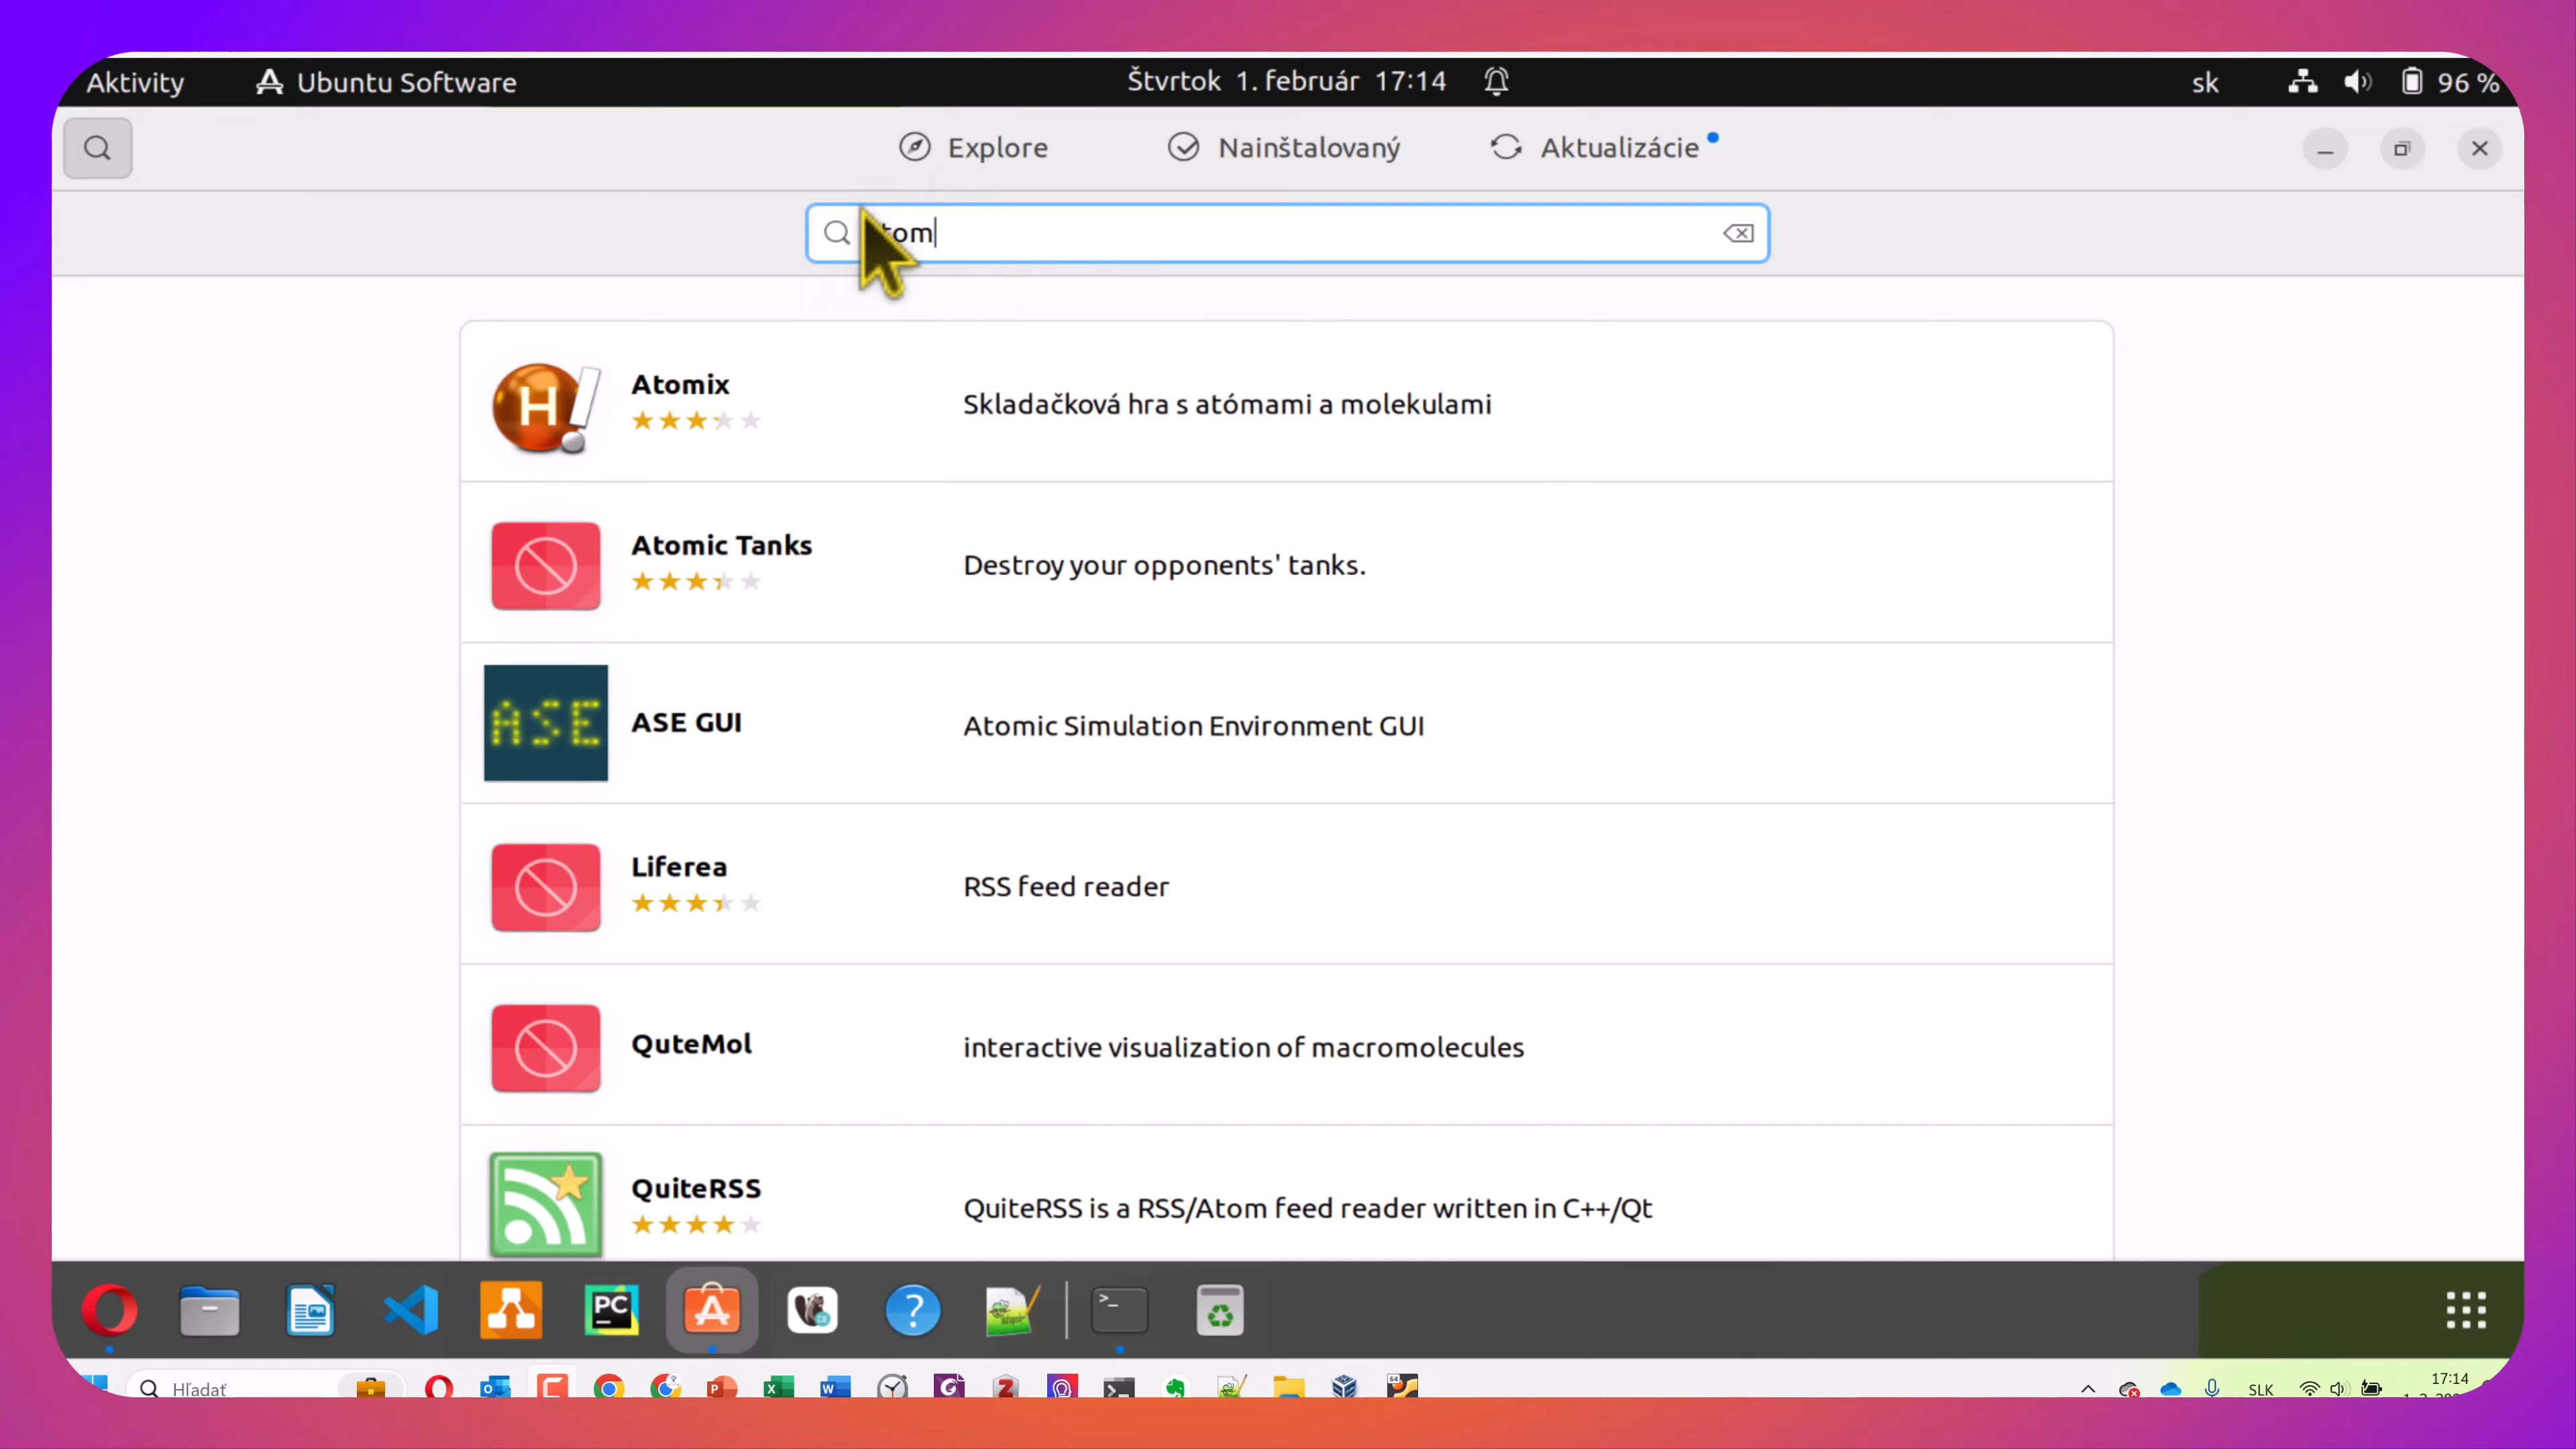 Aktivity Ubuntu Software Štvrtok 1. február 17:14 sk 96 %
Explore Nainštalovaný Aktualizácie
tom
Atomix
Skladačková hra s atómami a molekulami
Atomic Tanks
Destroy your opponents' tanks.
ASE
ASE GUI
Atomic Simulation Environment GUI
Liferea
RSS feed reader
QuteMol
interactive visualization of macromolecules
QuiteRSS
QuiteRSS is a RSS/Atom feed reader written in C++/Qt
PC
Hľadať
SLK
17:14